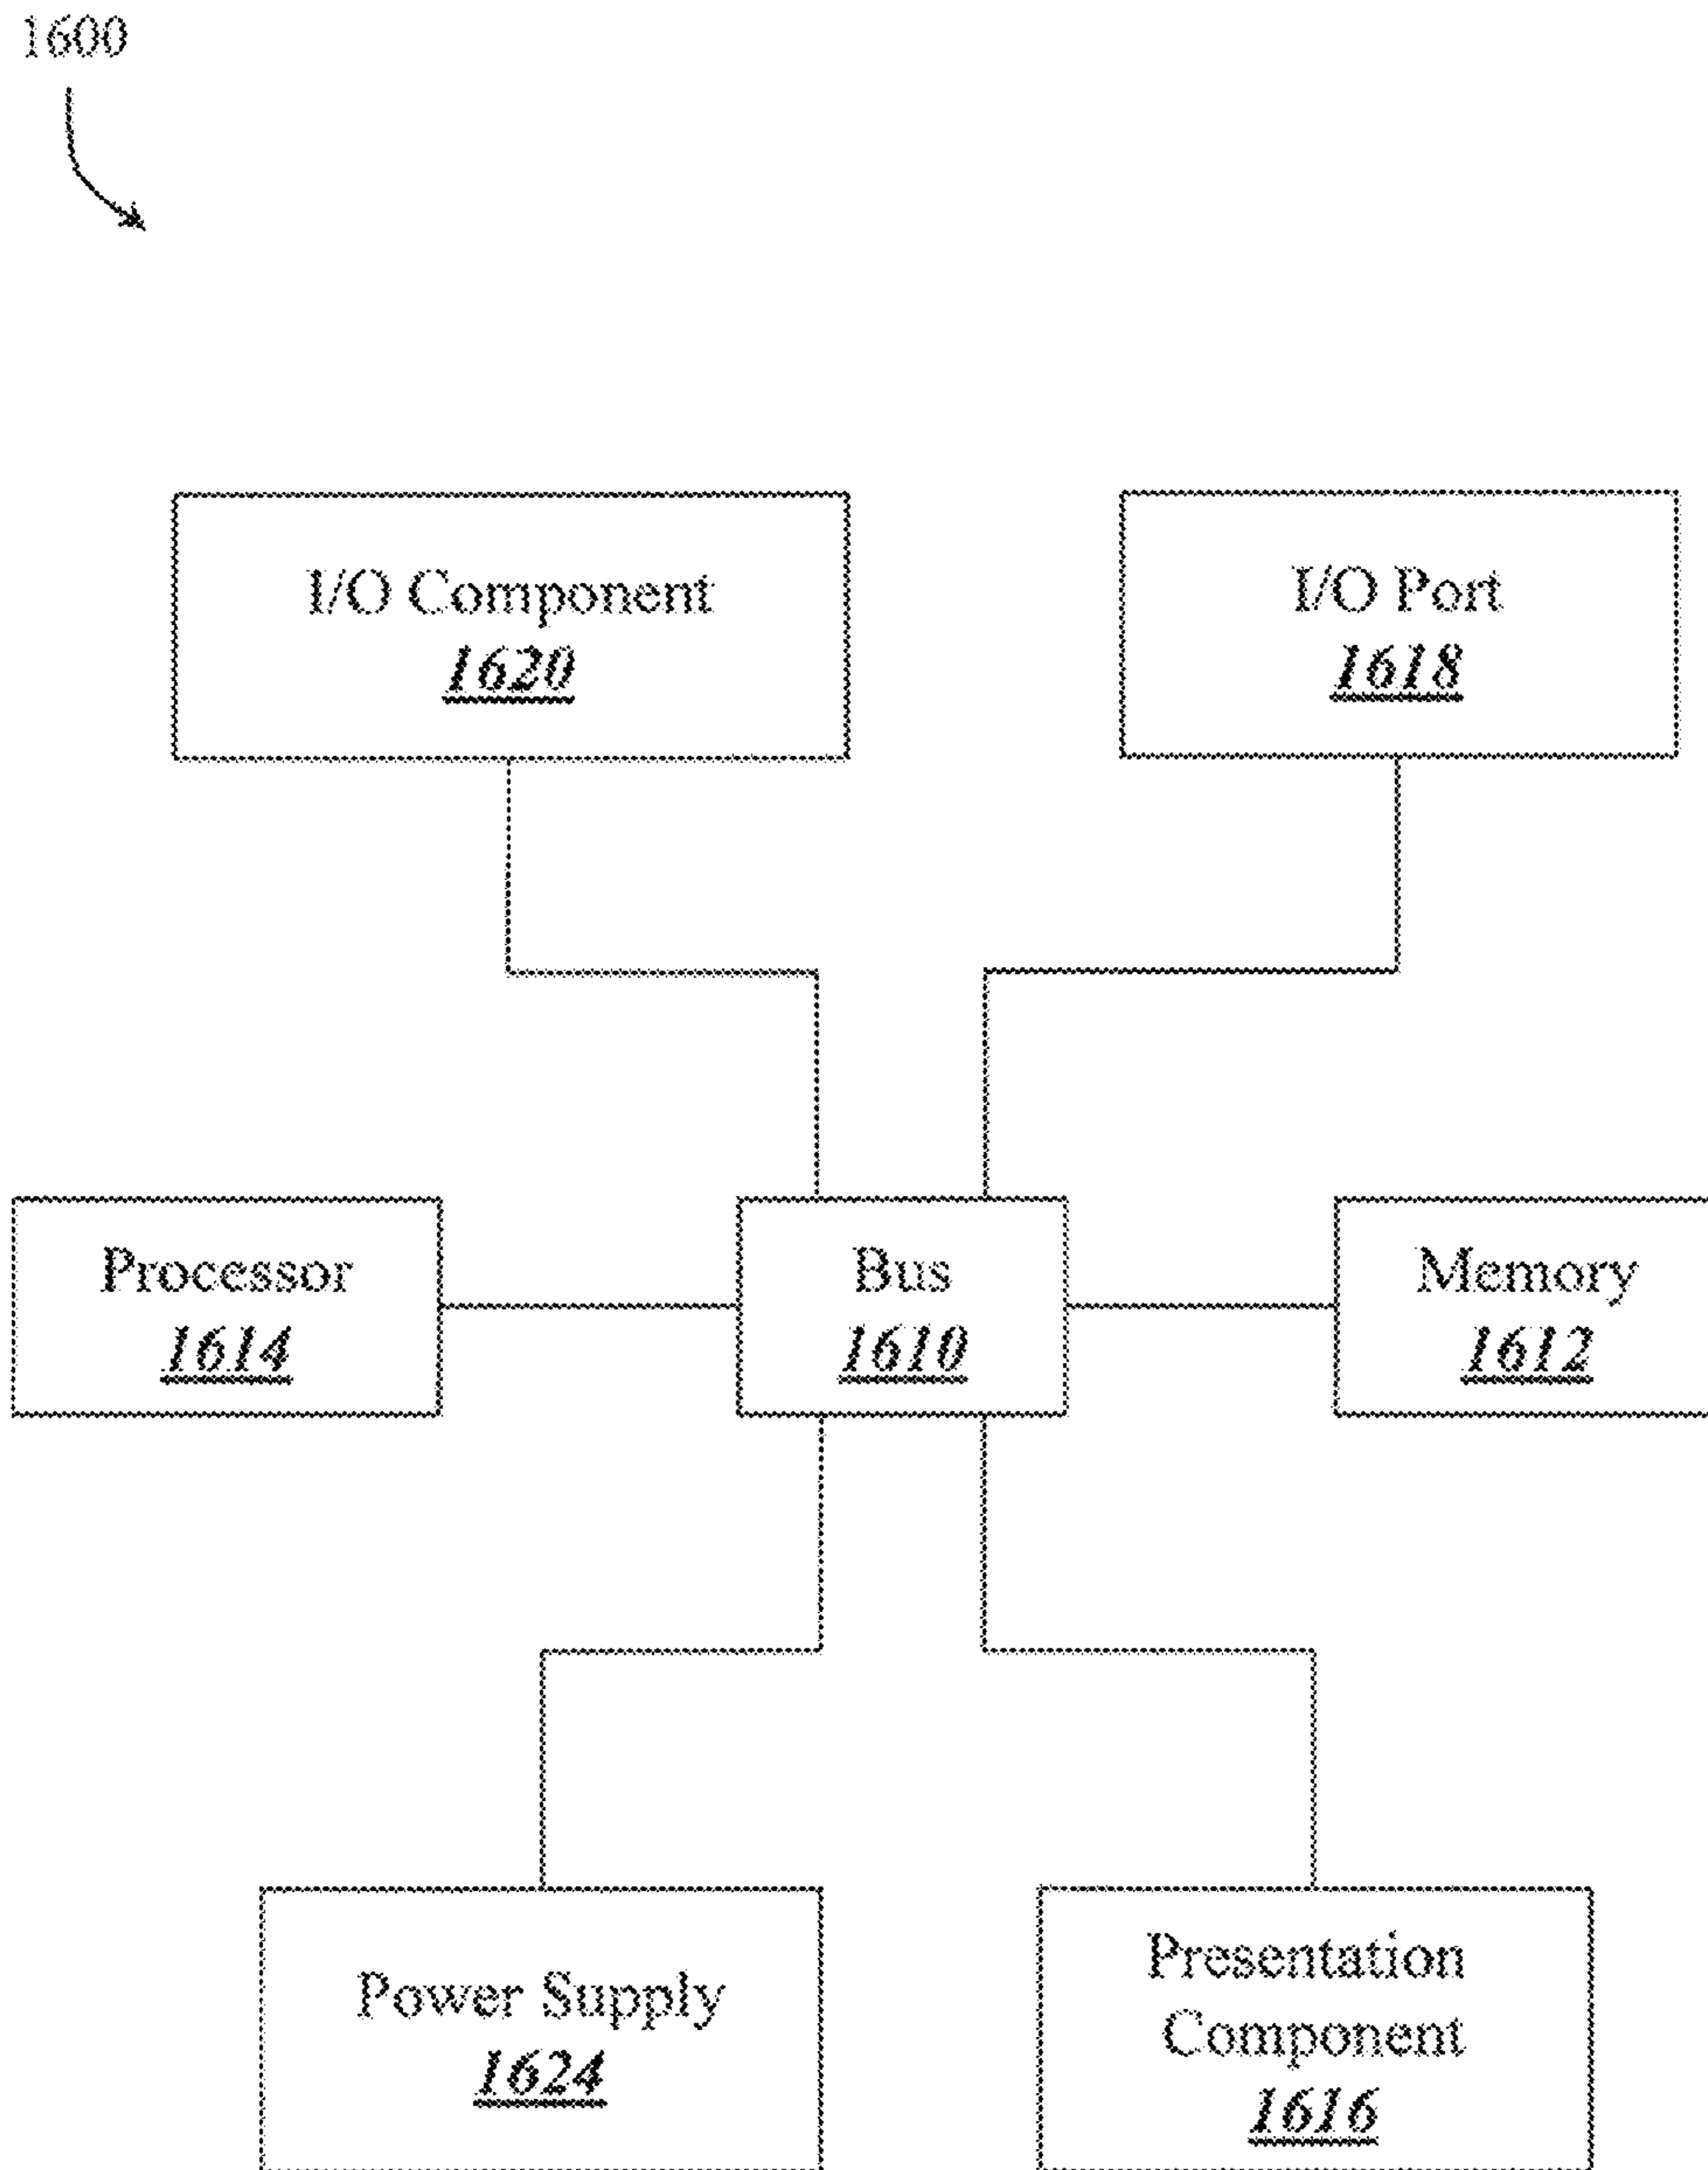 1600
I/O Component
1620
I/O Port
1618
Processor
1614
Bus
1610
Memory
1612
Power Supply
1624
Presentation
Component
1616